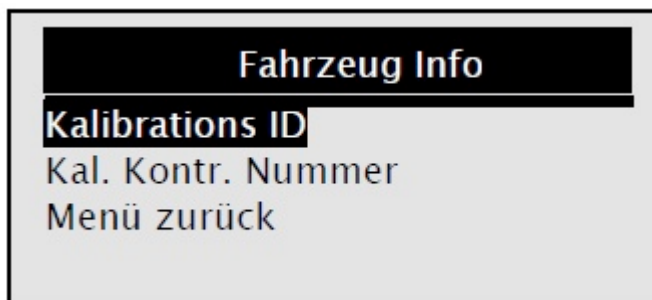 Fahrzeug Info
Kalibrations ID
Kal. Kontr. Nummer
Menü zurück